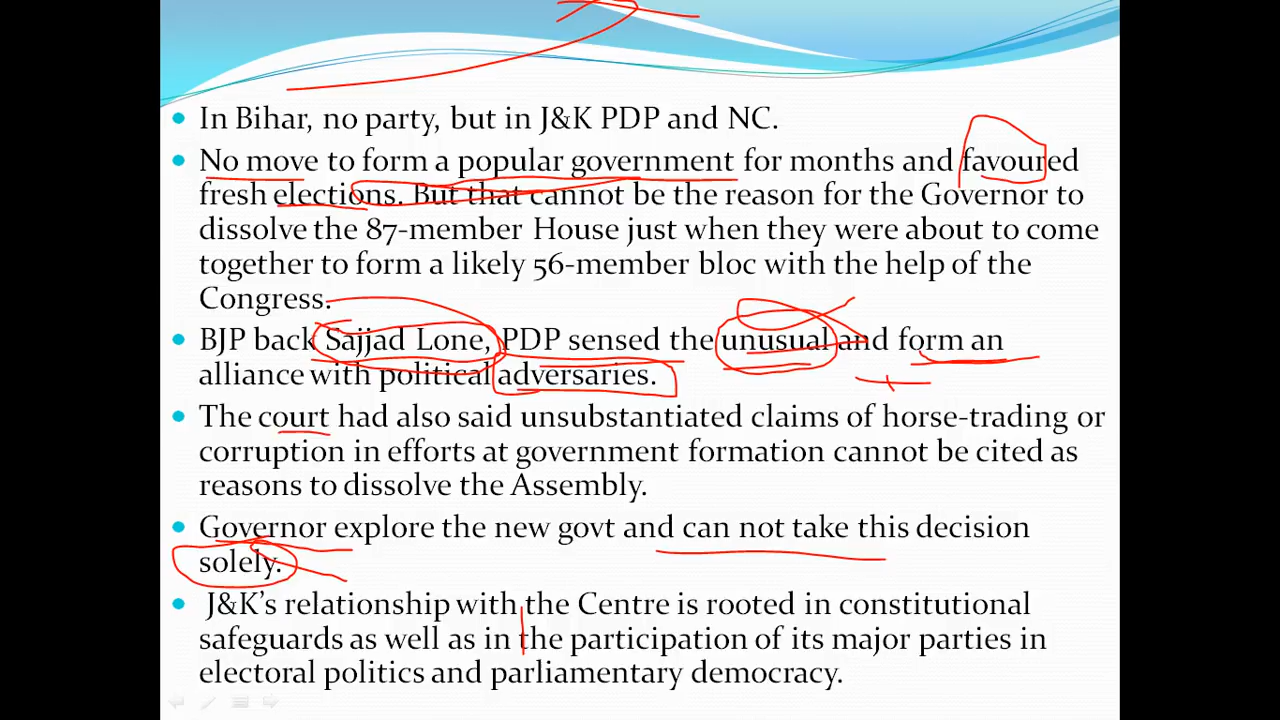 • In Bihar, no party, but in J&K PDP and NC.
• No move to form a popular government for months and favoured
fresh elections. But that cannot be the reason for the Governor to
dissolve the 87-member House just when they were about to come
together to form a likely 56-member bloc with the help of the
Congress.
• BJP back Sajjad Lone, PDP sensed the unusual and form an
alliance with political adversaries.
• The court had also said unsubstantiated claims of horse-trading or
corruption in efforts at government formation cannot be cited as
reasons to dissolve the Assembly.
• Governor explore the new govt and can not take this decision
solely.
• J&K’s relationship with the Centre is rooted in constitutional
safeguards as well as in the participation of its major parties in
electoral politics and parliamentary democracy.